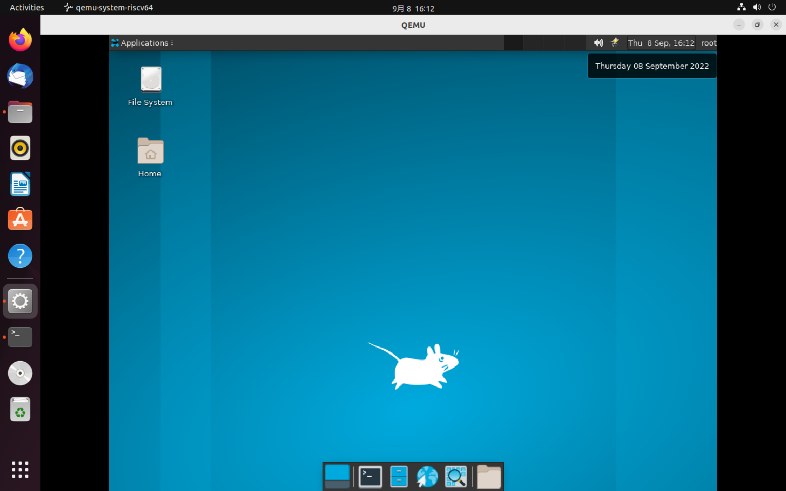 Activities qemu-system-riscv64 9月 8 16:12
QEMU
Applications Thu 8 Sep, 16:12 root
Thursday 08 September 2022
File System
Home